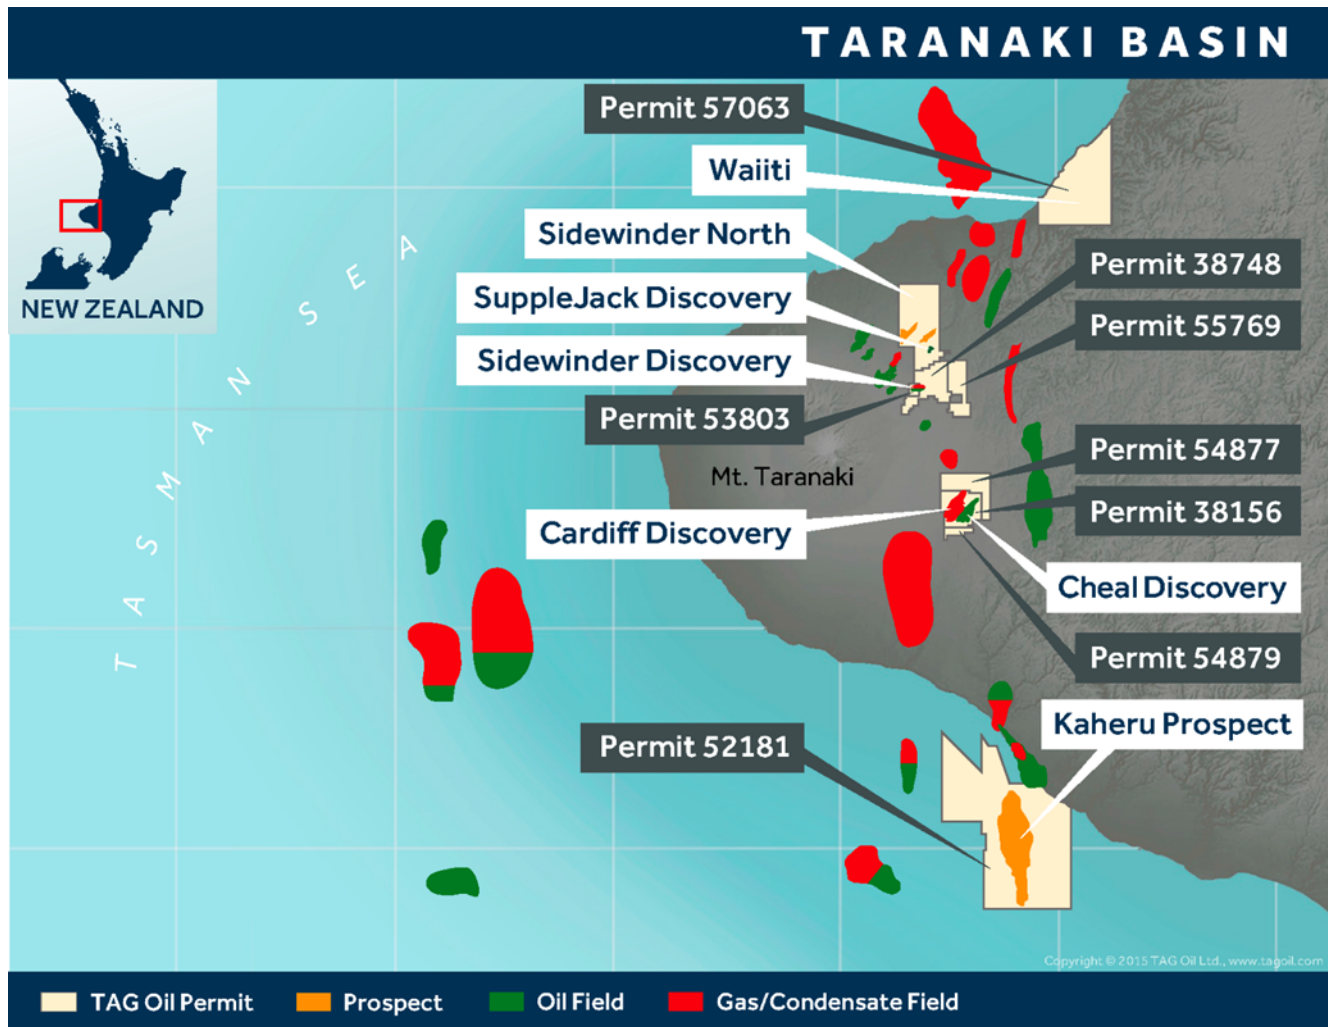 TARANAKI BASIN
NEW ZEALAND
TASMAN SEA
Permit 57063
Waiiti
Sidewinder North
SuppleJack Discovery
Sidewinder Discovery
Permit 53803
Permit 38748
Permit 55769
Mt. Taranaki
Permit 54877
Permit 38156
Cardiff Discovery
Cheal Discovery
Permit 54879
Kaheru Prospect
Permit 52181
Copyright © 2015 TAG Oil Ltd., www.tagoil.com
TAG Oil Permit
Prospect
Oil Field
Gas/Condensate Field